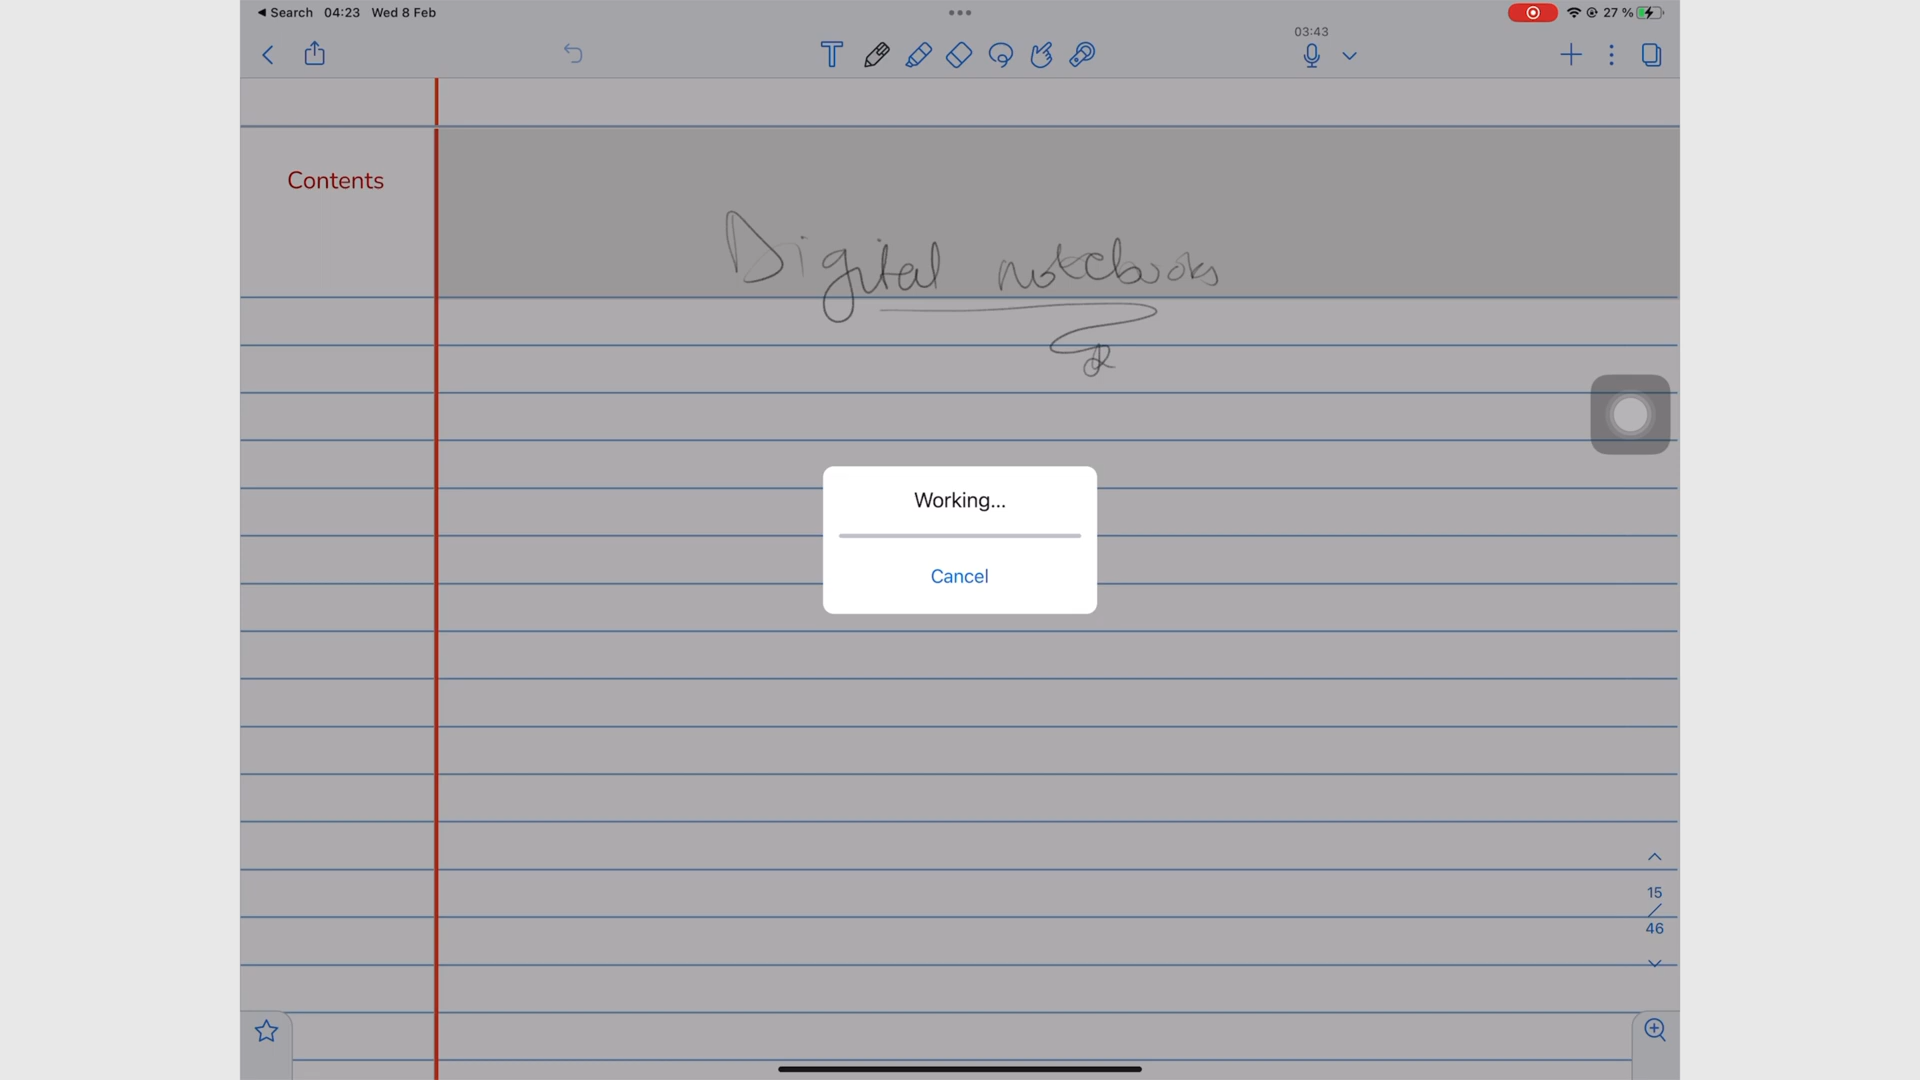 Search 04:23 Wed 8 Feb
27 %
03:43
Contents
Digital notebooks
Working...
Cancel
15
46